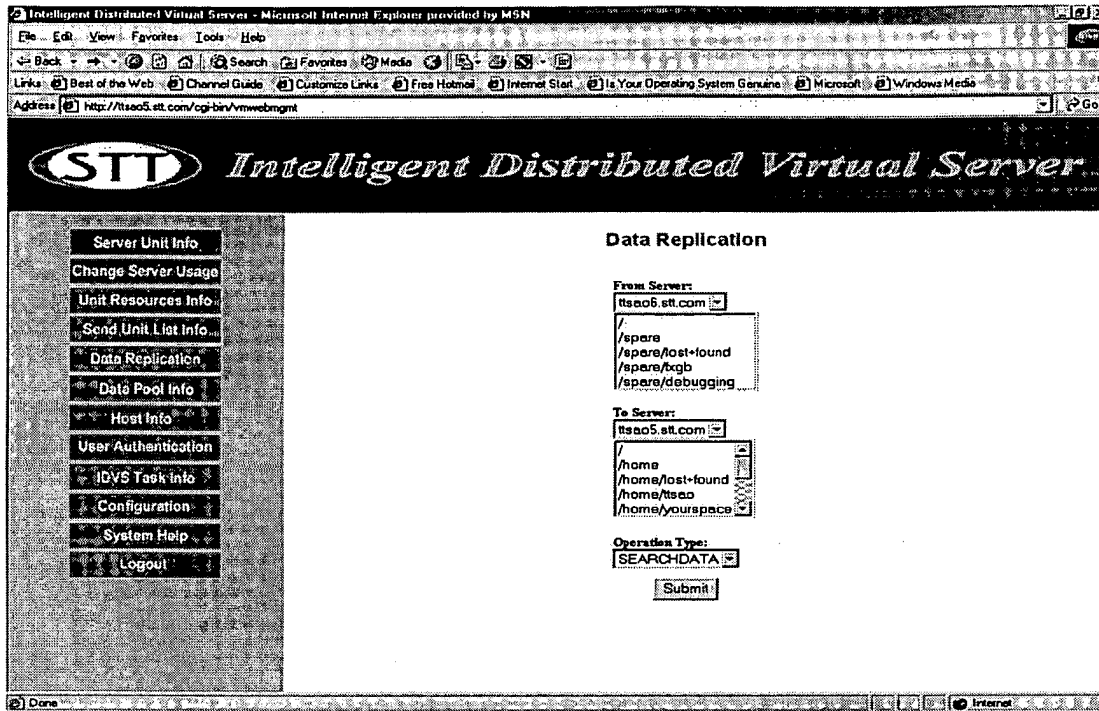 Intelligent Distributed Virtual Server - Microsoft Internet Explorer provided by MSN
File Edit View Favorites Tools Help
Back Search Favorites Media
Links Best of the Web Channel Guide Customize Links Free Hotmail Internet Start Is Your Operating System Genuine Microsoft Windows Media
Address http://ttsao5.stt.com/cgi-bin/vmwebmgmt Go
STT Intelligent Distributed Virtual Server
Server Unit Info
Change Server Usage
Unit Resources Info
Send Unit List Info
Data Replication
Data Pool Info
Host Info
User Authentication
IDVS Task Info
Configuration
System Help
Logout
Data Replication
From Server:
ttsao6.stt.com
/
/spare
/spare/lost+found
/spare/fxgb
/spare/debugging
To Server:
ttsao5.stt.com
/
/home
/home/lost+found
/home/ttsao
/home/yourspace
Operation Type:
SEARCHDATA
Submit
Done Internet